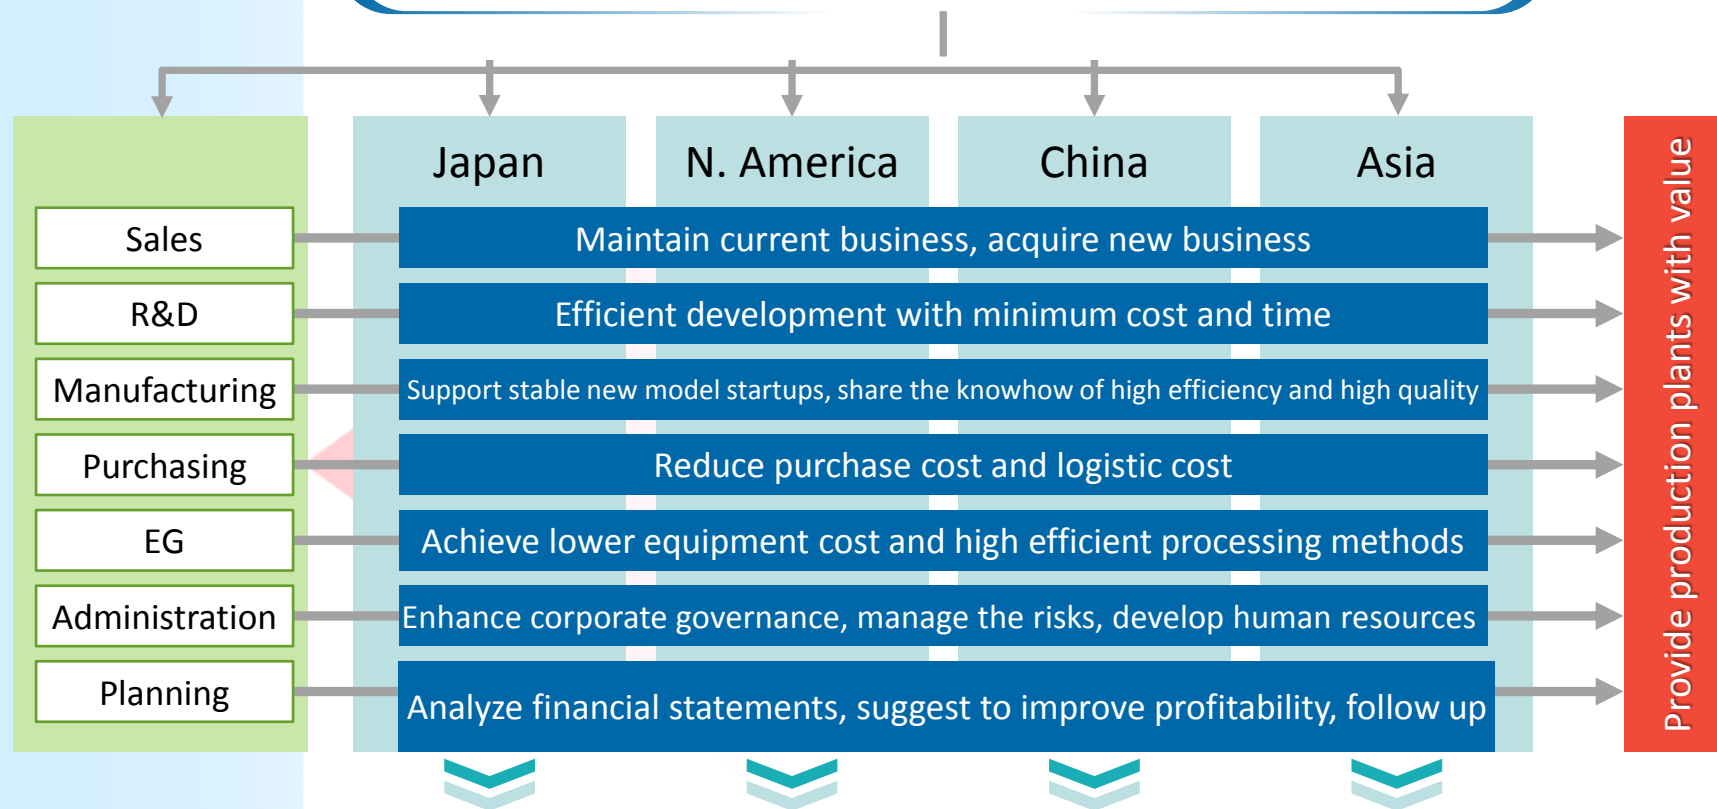 Japan
N. America
China
Asia
Sales
Maintain current business, acquire new business
R&D
Efficient development with minimum cost and time
Manufacturing
Support stable new model startups, share the knowhow of high efficiency and high quality
Purchasing
Reduce purchase cost and logistic cost
EG
Achieve lower equipment cost and high efficient processing methods
Administration
Enhance corporate governance, manage the risks, develop human resources
Planning
Analyze financial statements, suggest to improve profitability, follow up
Provide production plants with value